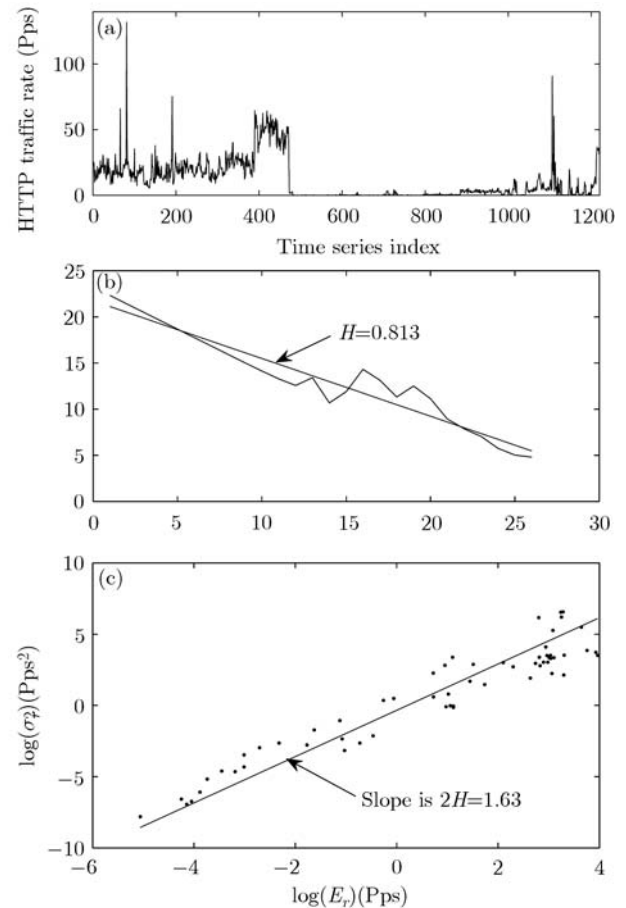 (a)
HTTP traffic rate (Pps)
100
50
0
0 200 400 600 800 1000 1200
Time series index
(b)
25
20
15
10
5
0
H=0.813
0 5 10 15 20 25 30
(c)
10
5
0
−5
−10
log(σ²ᵣ)(Pps²)
Slope is 2H=1.63
−6 −4 −2 0 2 4
log(Eᵣ)(Pps)